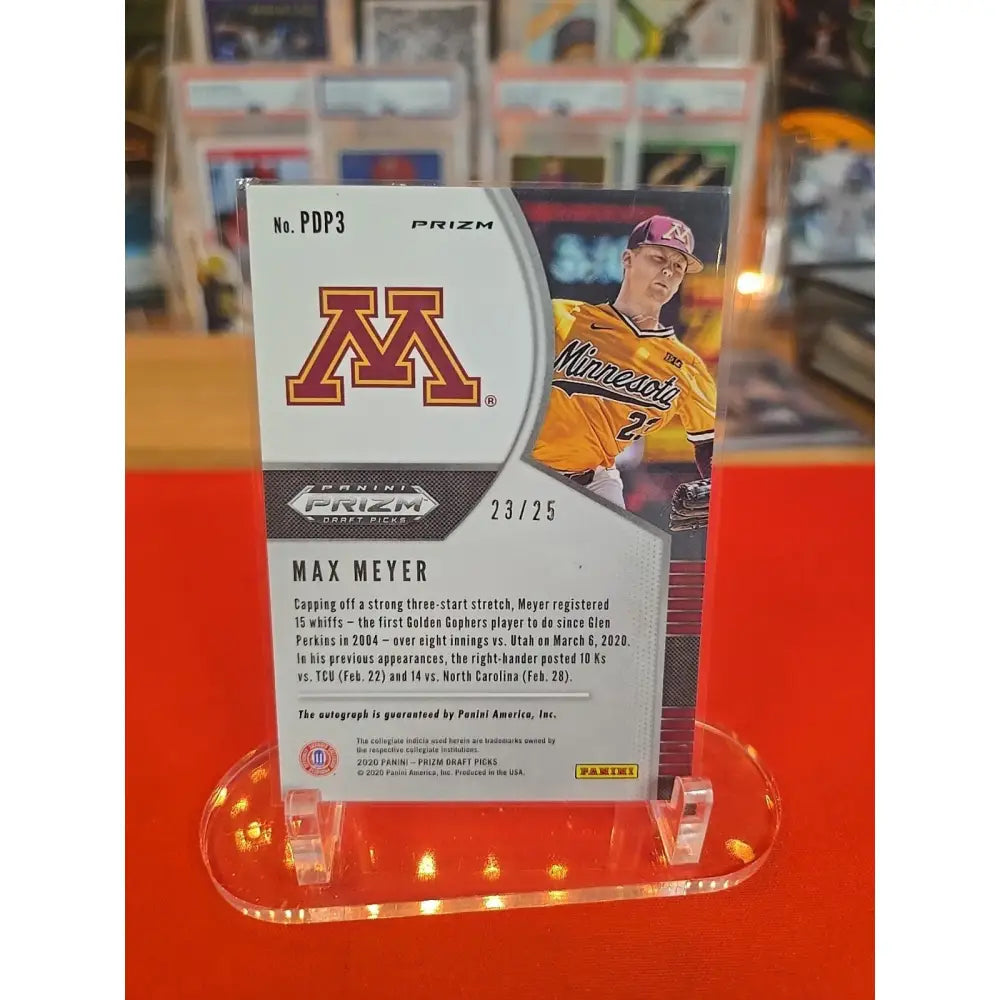 No. PDP3
PRIZM
M
®
M
Minnesota
B1G
23
PANINI
PRIZM
DRAFT PICKS
23/25
MAX MEYER
Capping off a strong three-start stretch, Meyer registered
15 whiffs – the first Golden Gophers player to do since Glen
Perkins in 2004 – over eight innings vs. Utah on March 6, 2020.
In his previous appearances, the right-hander posted 10 Ks
vs. TCU (Feb. 22) and 14 vs. North Carolina (Feb. 28).
The autograph is guaranteed by Panini America, Inc.
The collegiate indicia used herein are trademarks owned by
the respective collegiate institutions.
2020 PANINI – PRIZM DRAFT PICKS
© 2020 Panini America, Inc. Produced in the USA.
PANINI